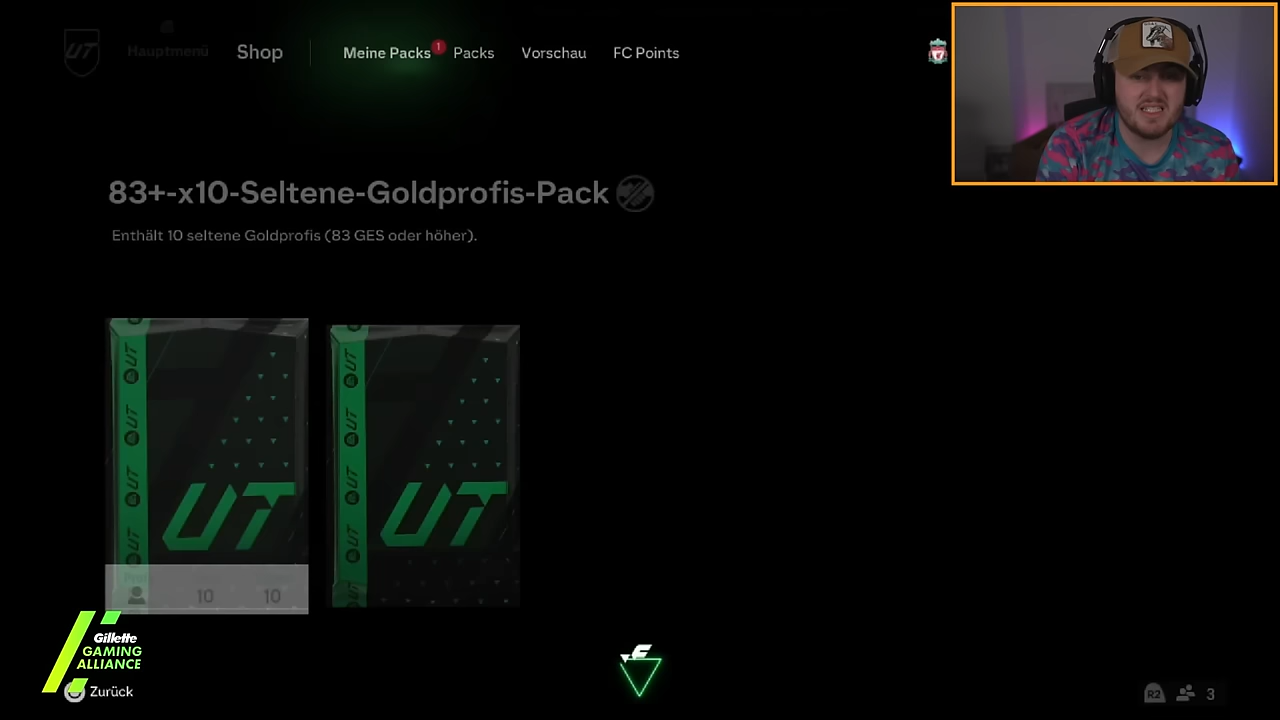 Hauptmenü
Shop
Meine Packs
1
Packs
Vorschau
FC Points
83+-x10-Seltene-Goldprofis-Pack
Enthält 10 seltene Goldprofis (83 GES oder höher).
UT
UT
10
10
Gillette
GAMING
ALLIANCE
Zurück
R2
3